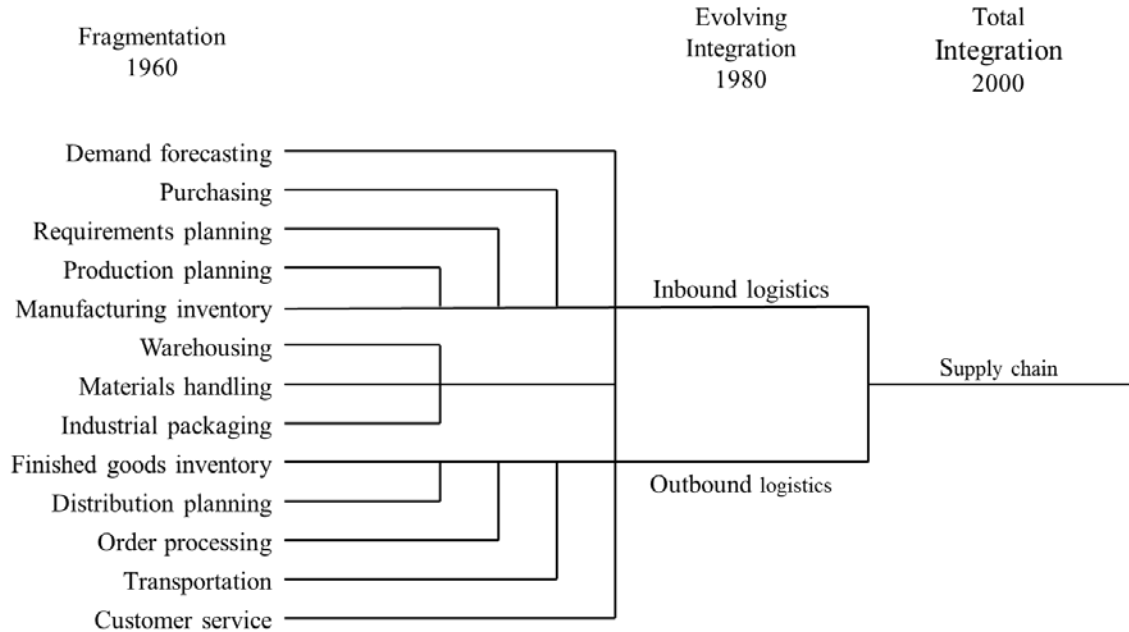 Fragmentation
1960
Evolving
Integration
1980
Total
Integration
2000
Demand forecasting
Purchasing
Requirements planning
Production planning
Manufacturing inventory
Warehousing
Materials handling
Industrial packaging
Finished goods inventory
Distribution planning
Order processing
Transportation
Customer service
Inbound logistics
Outbound logistics
Supply chain